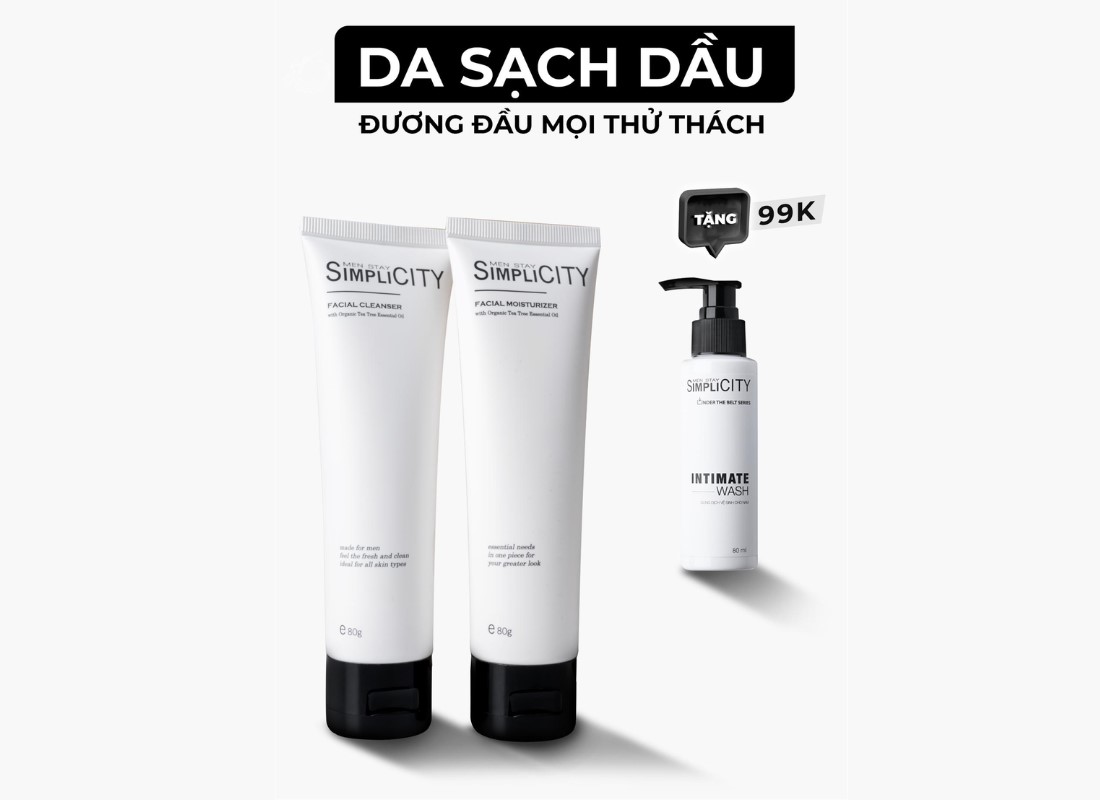 DA SẠCH DẦU
ĐƯƠNG ĐẦU MỌI THỬ THÁCH
TẶNG 99K
MEN STAY
SIMPLICITY
FACIAL CLEANSER
with Organic Tea Tree Essential Oil
made for men
feel the fresh and clean
ideal for all skin types
e 80g
MEN STAY
SIMPLICITY
FACIAL MOISTURIZER
with Organic Tea Tree Essential Oil
essential needs
in one piece for
your greater look
e 80g
MEN STAY
SIMPLICITY
UNDER THE BELT SERIES
INTIMATE
WASH
60 ml